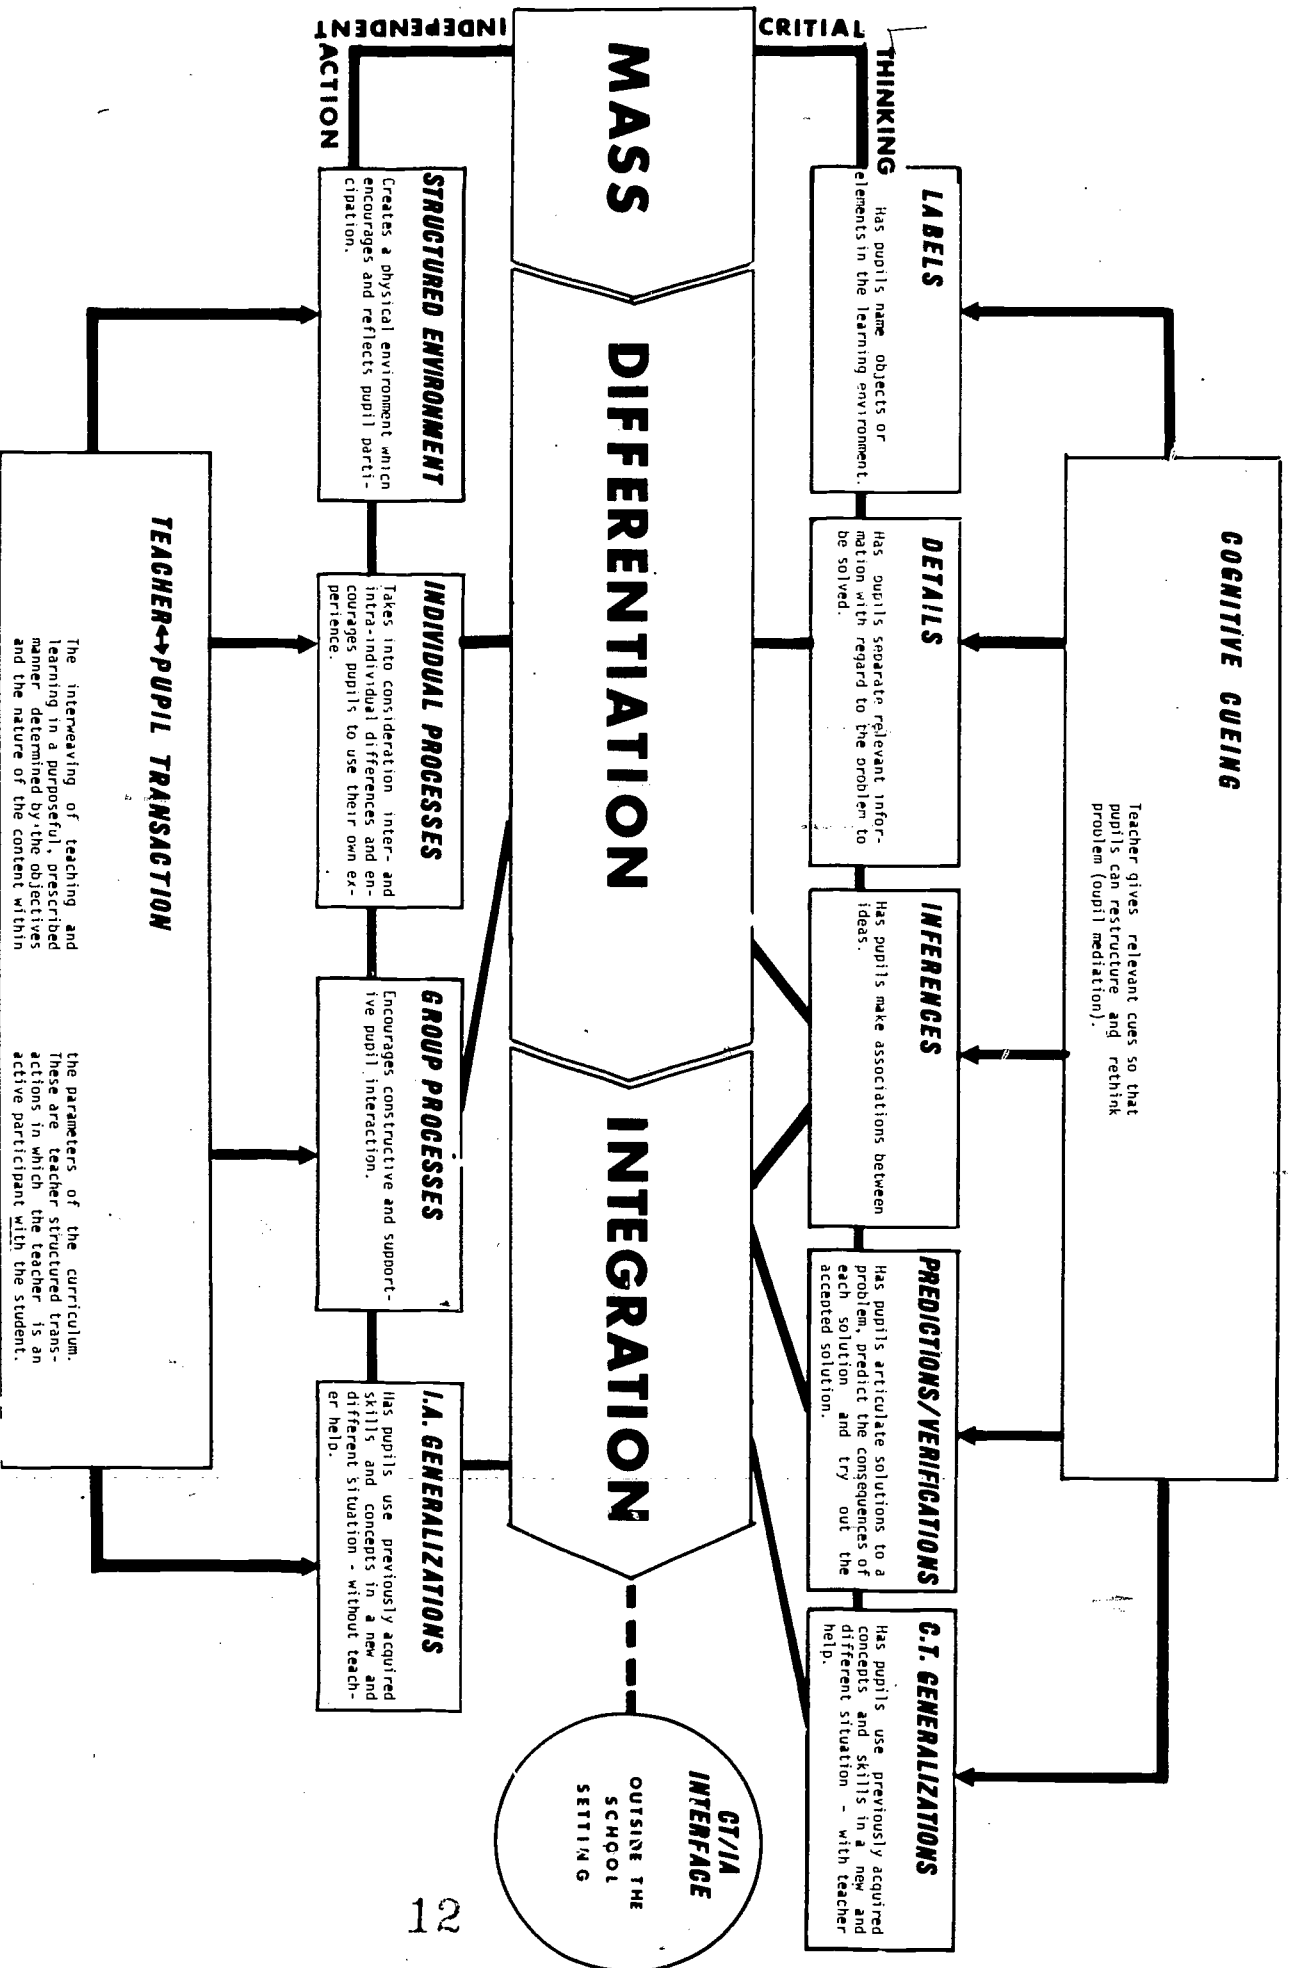 COGNITIVE CUEING
Teacher gives relevant cues so that
pupils can restructure and rethink
problem (pupil mediation).
CRITIAL
THINKING
LABELS
Has pupils name objects or
elements in the learning environment.
DETAILS
Has pupils separate relevant infor-
mation with regard to the problem to
be solved.
INFERENCES
Has pupils make associations between
ideas.
PREDICTIONS/VERIFICATIONS
Has pupils articulate solutions to a
problem, predict the consequences of
each solution and try out the
accepted solution.
C.T. GENERALIZATIONS
Has pupils use previously acquired
concepts and skills in a new and
different situation - with teacher
help.
MASS
DIFFERENTIATION
INTEGRATION
CT/IA
INTERFACE
OUTSIDE THE
SCHOOL
SETTING
INDEPENDENT
ACTION
STRUCTURED ENVIRONMENT
Creates a physical environment which
encourages and reflects pupil parti-
cipation.
INDIVIDUAL PROCESSES
Takes into consideration inter- and
intra-individual differences and en-
courages pupils to use their own ex-
perience.
GROUP PROCESSES
Encourages constructive and support-
ive pupil interaction.
I.A. GENERALIZATIONS
Has pupils use previously acquired
skills and concepts in a new and
different situation - without teach-
er help.
TEACHER↔PUPIL TRANSACTION
The interweaving of teaching and
learning in a purposeful, prescribed
manner determined by the objectives
and the nature of the content within
the parameters of the curriculum.
These are teacher structured trans-
actions in which the teacher is an
active participant with the student.
12